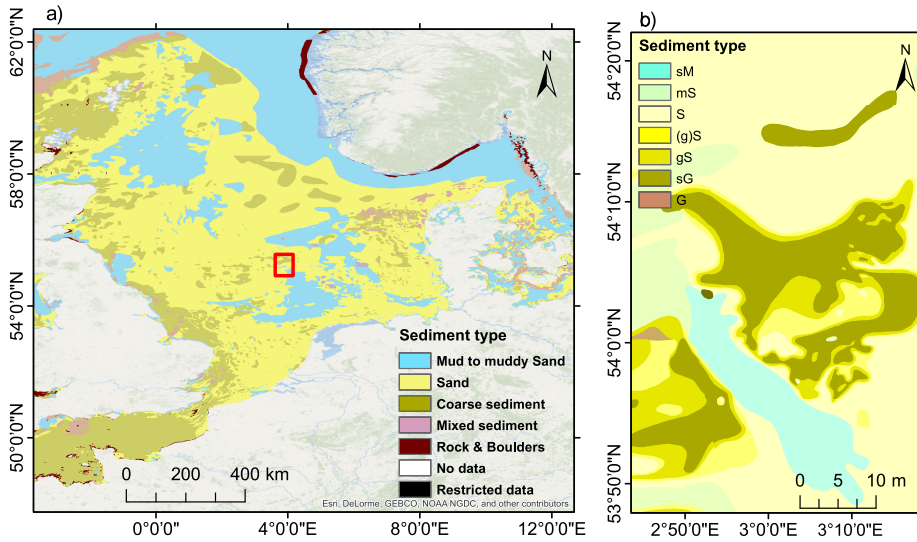 a)
62°0'0"N
58°0'0"N
54°0'0"N
50°0'0"N
N
Sediment type
Mud to muddy Sand
Sand
Coarse sediment
Mixed sediment
Rock & Boulders
No data
Restricted data
0 200 400 km
Esri, DeLorme, GEBCO, NOAA NGDC, and other contributors
0°0'0"E 4°0'0"E 8°0'0"E 12°0'0"E
b)
Sediment type
sM
mS
S
(g)S
gS
sG
G
N
54°20'0"N
54°10'0"N
54°0'0"N
53°50'0"N
0 5 10 m
2°50'0"E 3°0'0"E 3°10'0"E